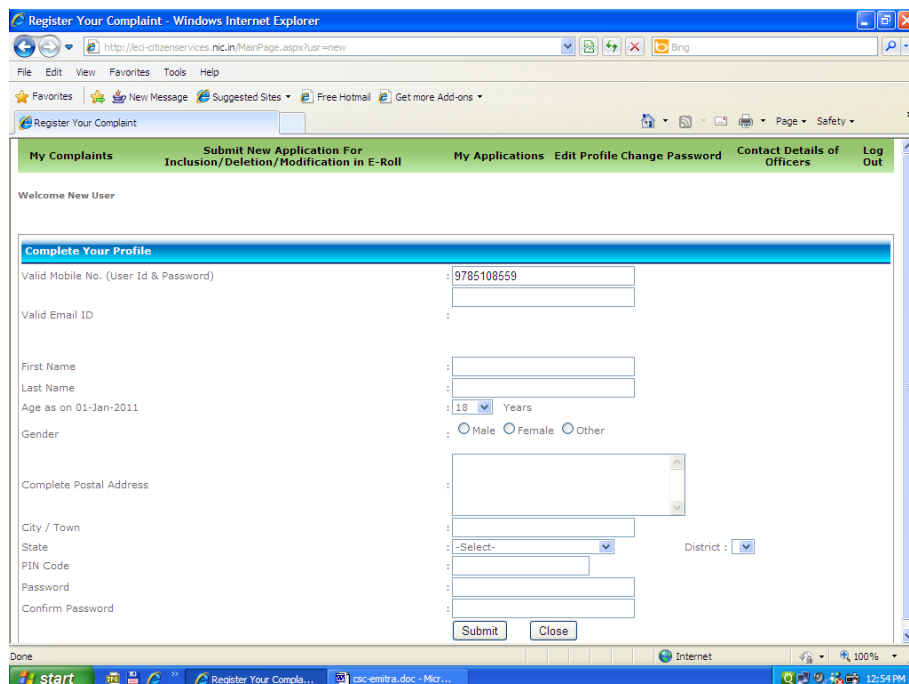 Register Your Complaint - Windows Internet Explorer
http://eci-citizenservices.nic.in/MainPage.aspx?usr=new
Bing
File Edit View Favorites Tools Help
Favorites New Message Suggested Sites Free Hotmail Get more Add-ons
Register Your Complaint
Page Safety
My Complaints Submit New Application For Inclusion/Deletion/Modification in E-Roll My Applications Edit Profile Change Password Contact Details of Officers Log Out
Welcome New User
Complete Your Profile
Valid Mobile No. (User Id & Password) : 9785108559
Valid Email ID :
First Name :
Last Name :
Age as on 01-Jan-2011 : 18 Years
Gender : Male Female Other
Complete Postal Address :
City / Town :
State : -Select- District :
PIN Code :
Password :
Confirm Password :
Submit Close
Done Internet 100%
start Register Your Compla... csc-emitra.doc - Micr... 12:54 PM